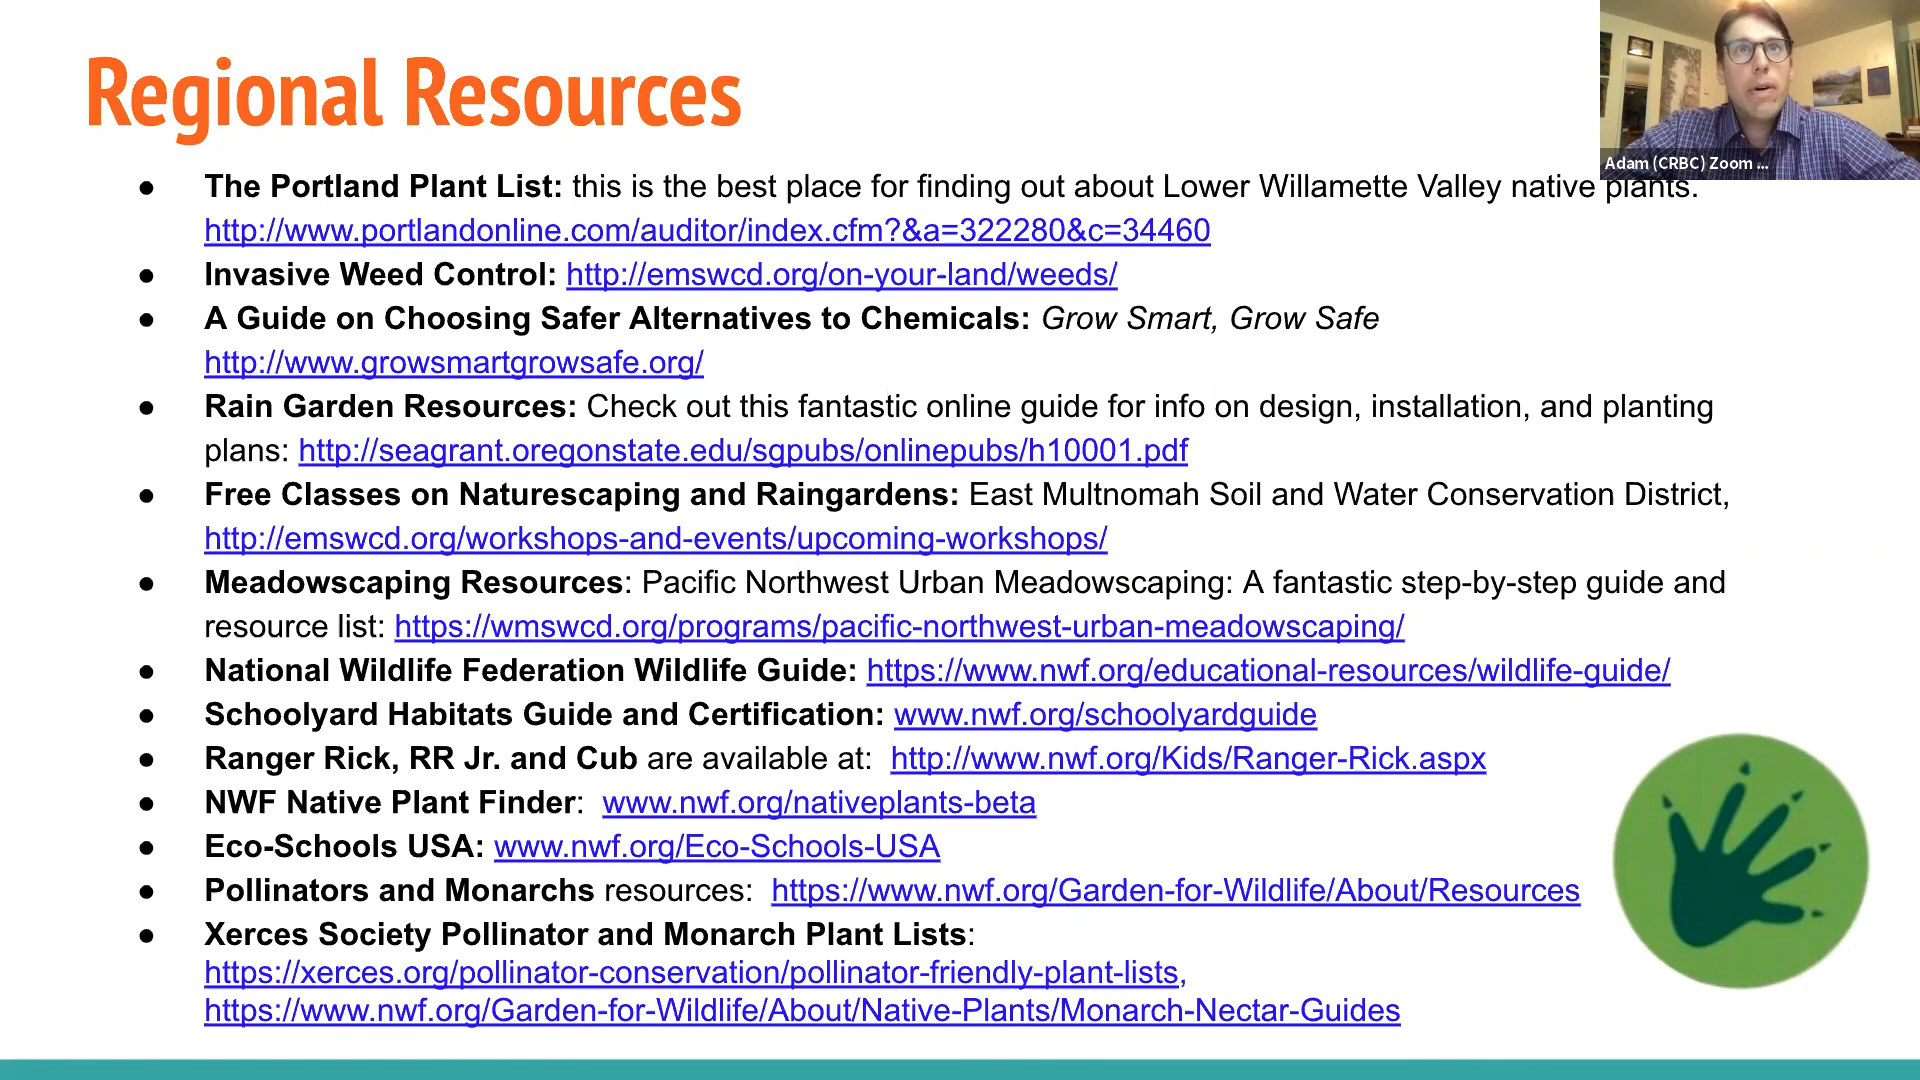 Regional Resources
Adam (CRBC) Zoom ...
● The Portland Plant List: this is the best place for finding out about Lower Willamette Valley native plants.
http://www.portlandonline.com/auditor/index.cfm?&a=322280&c=34460
● Invasive Weed Control: http://emswcd.org/on-your-land/weeds/
● A Guide on Choosing Safer Alternatives to Chemicals: Grow Smart, Grow Safe
http://www.growsmartgrowsafe.org/
● Rain Garden Resources: Check out this fantastic online guide for info on design, installation, and planting
plans: http://seagrant.oregonstate.edu/sgpubs/onlinepubs/h10001.pdf
● Free Classes on Naturescaping and Raingardens: East Multnomah Soil and Water Conservation District,
http://emswcd.org/workshops-and-events/upcoming-workshops/
● Meadowscaping Resources: Pacific Northwest Urban Meadowscaping: A fantastic step-by-step guide and
resource list: https://wmswcd.org/programs/pacific-northwest-urban-meadowscaping/
● National Wildlife Federation Wildlife Guide: https://www.nwf.org/educational-resources/wildlife-guide/
● Schoolyard Habitats Guide and Certification: www.nwf.org/schoolyardguide
● Ranger Rick, RR Jr. and Cub are available at: http://www.nwf.org/Kids/Ranger-Rick.aspx
● NWF Native Plant Finder: www.nwf.org/nativeplants-beta
● Eco-Schools USA: www.nwf.org/Eco-Schools-USA
● Pollinators and Monarchs resources: https://www.nwf.org/Garden-for-Wildlife/About/Resources
● Xerces Society Pollinator and Monarch Plant Lists:
https://xerces.org/pollinator-conservation/pollinator-friendly-plant-lists,
https://www.nwf.org/Garden-for-Wildlife/About/Native-Plants/Monarch-Nectar-Guides